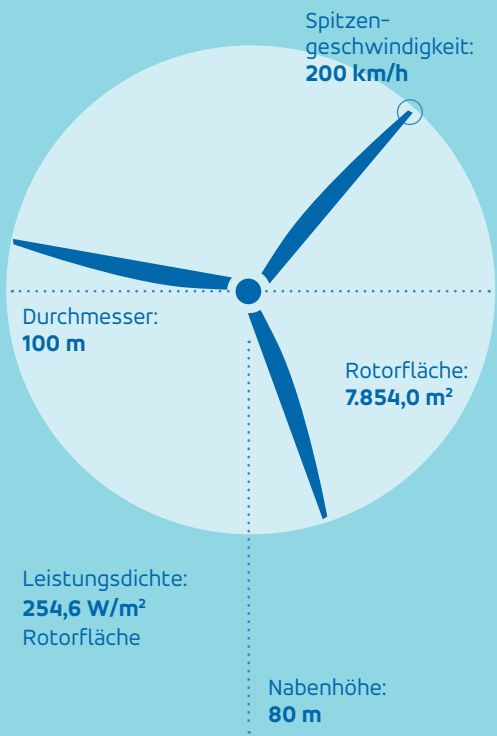 Spitzen-
geschwindigkeit:
200 km/h
Durchmesser:
100 m
Rotorfläche:
7.854,0 m²
Leistungsdichte:
254,6 W/m²
Rotorfläche
Nabenhöhe:
80 m